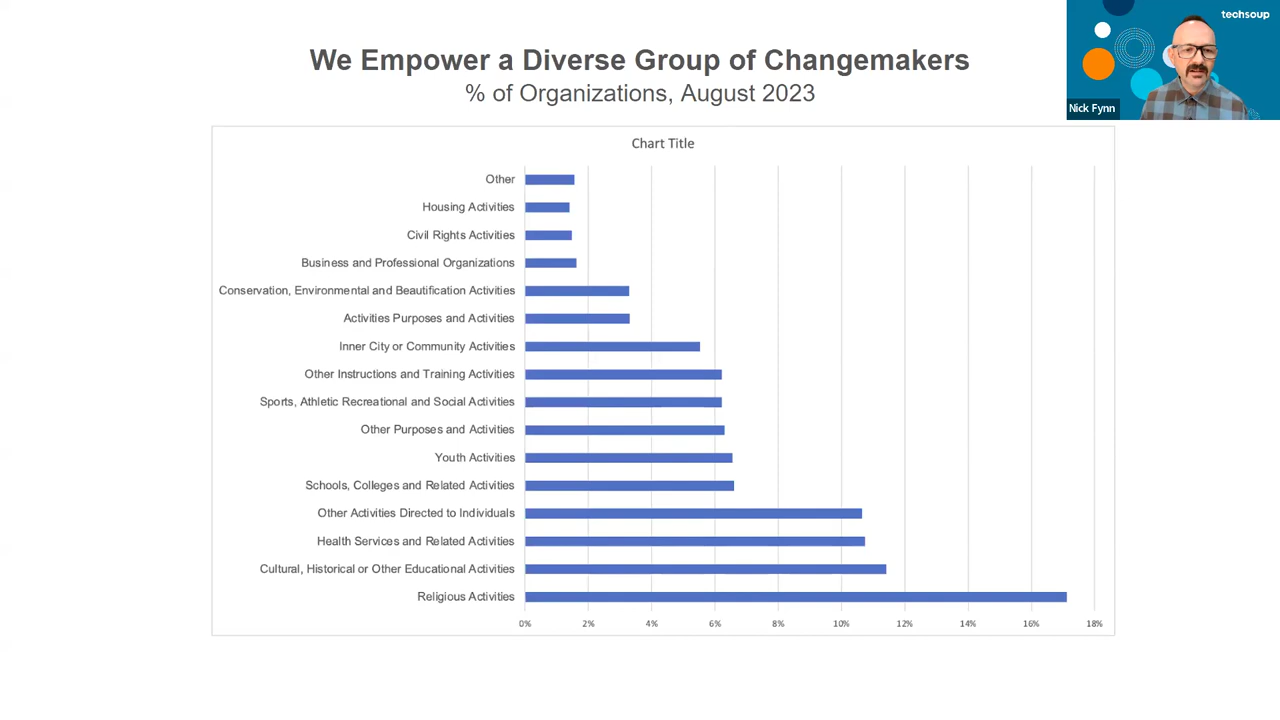 We Empower a Diverse Group of Changemakers
% of Organizations, August 2023
techsoup
Nick Fynn
Chart Title
Other
Housing Activities
Civil Rights Activities
Business and Professional Organizations
Conservation, Environmental and Beautification Activities
Activities Purposes and Activities
Inner City or Community Activities
Other Instructions and Training Activities
Sports, Athletic Recreational and Social Activities
Other Purposes and Activities
Youth Activities
Schools, Colleges and Related Activities
Other Activities Directed to Individuals
Health Services and Related Activities
Cultural, Historical or Other Educational Activities
Religious Activities
0% 2% 4% 6% 8% 10% 12% 14% 16% 18%